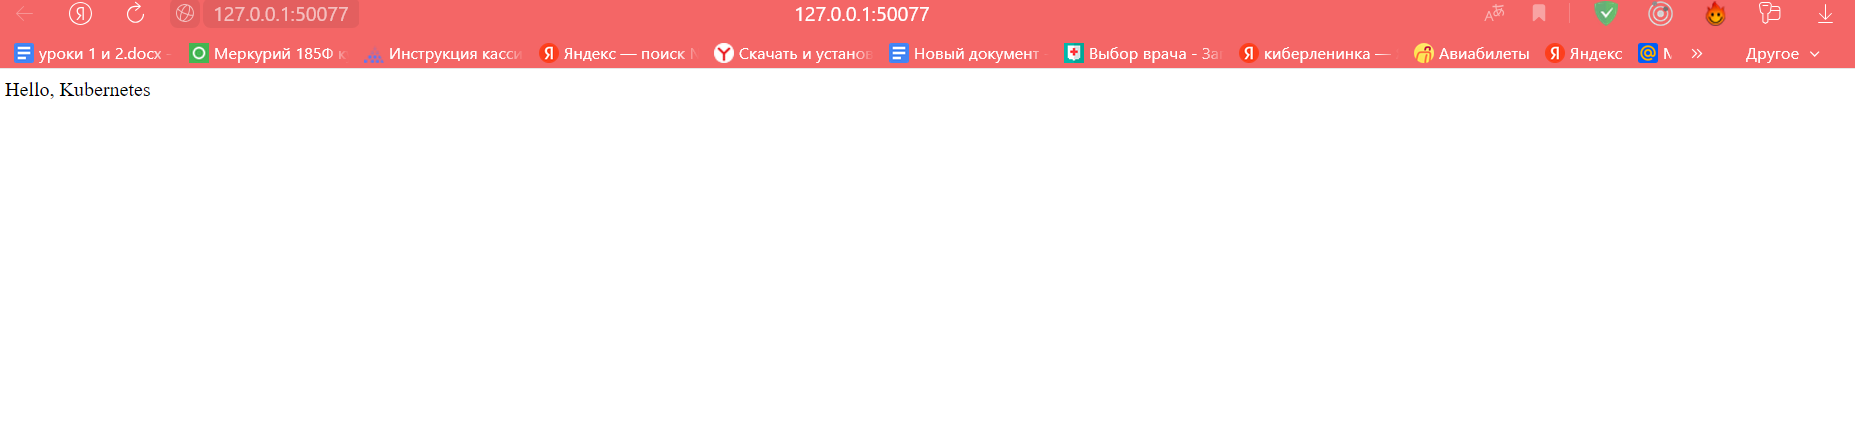 127.0.0.1:50077 127.0.0.1:50077
уроки 1 и 2.docx - Меркурий 185Ф Инструкция касси Яндекс — поиск Скачать и установ Новый документ - Выбор врача - За киберленинка — Авиабилеты Яндекс » Другое
Hello, Kubernetes